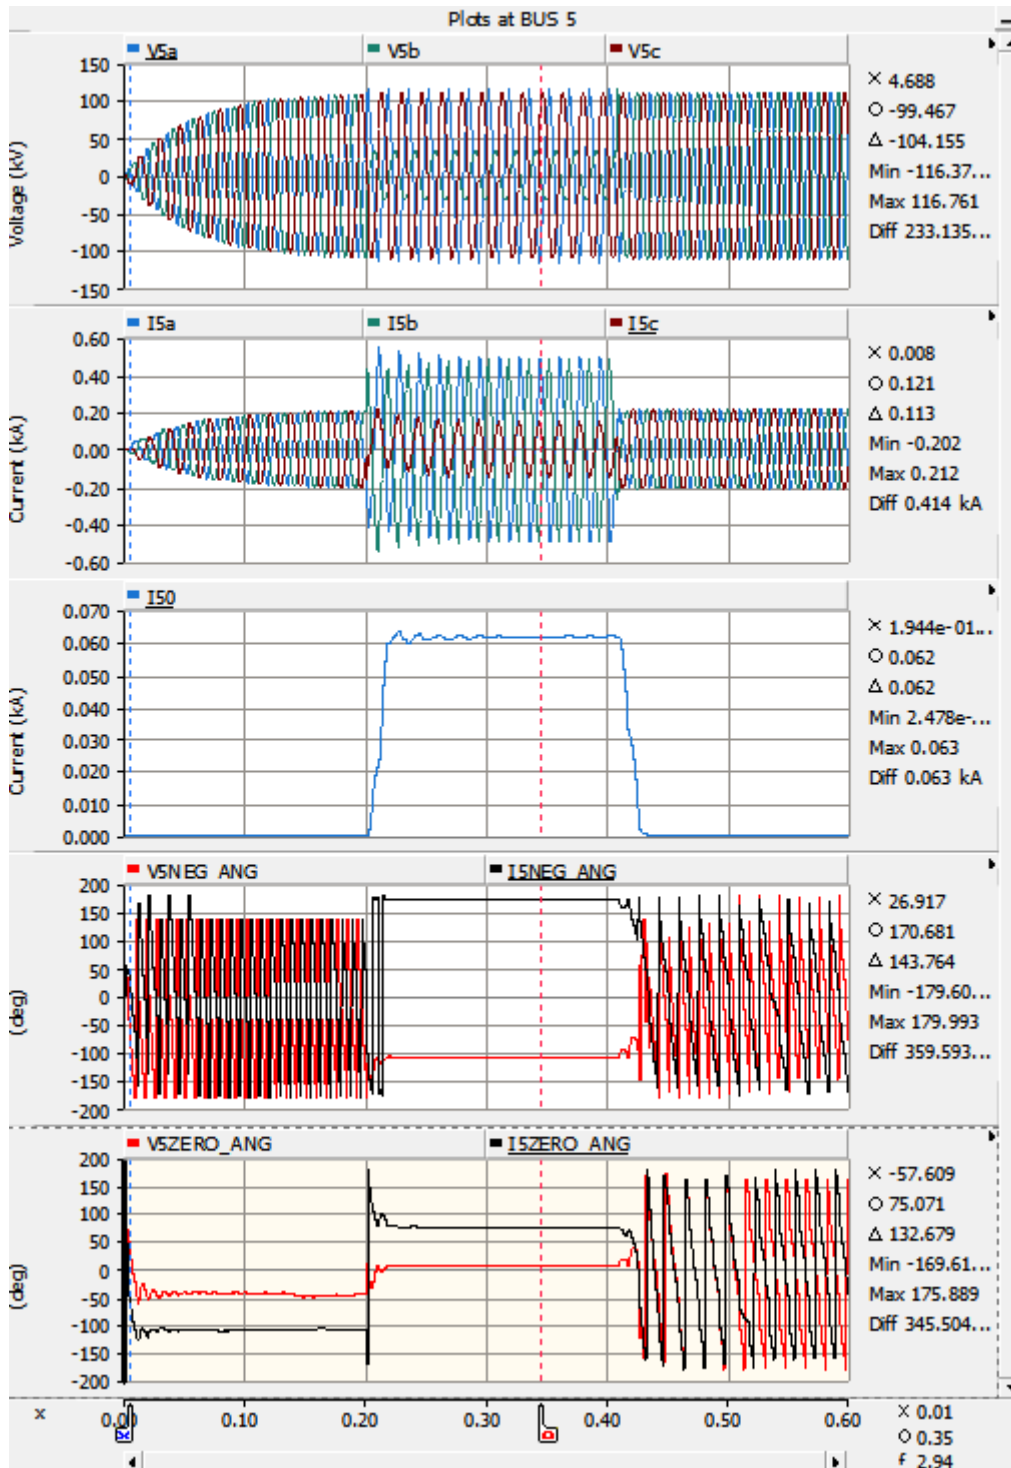 Plots at BUS 5
V5a V5b V5c
Voltage (kV)
150
100
50
0
-50
-100
-150
× 4.688
O -99.467
Δ -104.155
Min -116.37...
Max 116.761
Diff 233.135...
I5a I5b I5c
Current (kA)
0.60
0.40
0.20
0.00
-0.20
-0.40
-0.60
× 0.008
O 0.121
Δ 0.113
Min -0.202
Max 0.212
Diff 0.414 kA
I50
Current (kA)
0.070
0.060
0.050
0.040
0.030
0.020
0.010
0.000
× 1.944e-01...
O 0.062
Δ 0.062
Min 2.478e-...
Max 0.063
Diff 0.063 kA
V5NEG_ANG I5NEG_ANG
(deg)
200
150
100
50
0
-50
-100
-150
-200
× 26.917
O 170.681
Δ 143.764
Min -179.60...
Max 179.993
Diff 359.593...
V5ZERO_ANG I5ZERO_ANG
(deg)
200
150
100
50
0
-50
-100
-150
-200
× -57.609
O 75.071
Δ 132.679
Min -169.61...
Max 175.889
Diff 345.504...
x 0.00 0.10 0.20 0.30 0.40 0.50 0.60
× 0.01
O 0.35
f 2.94